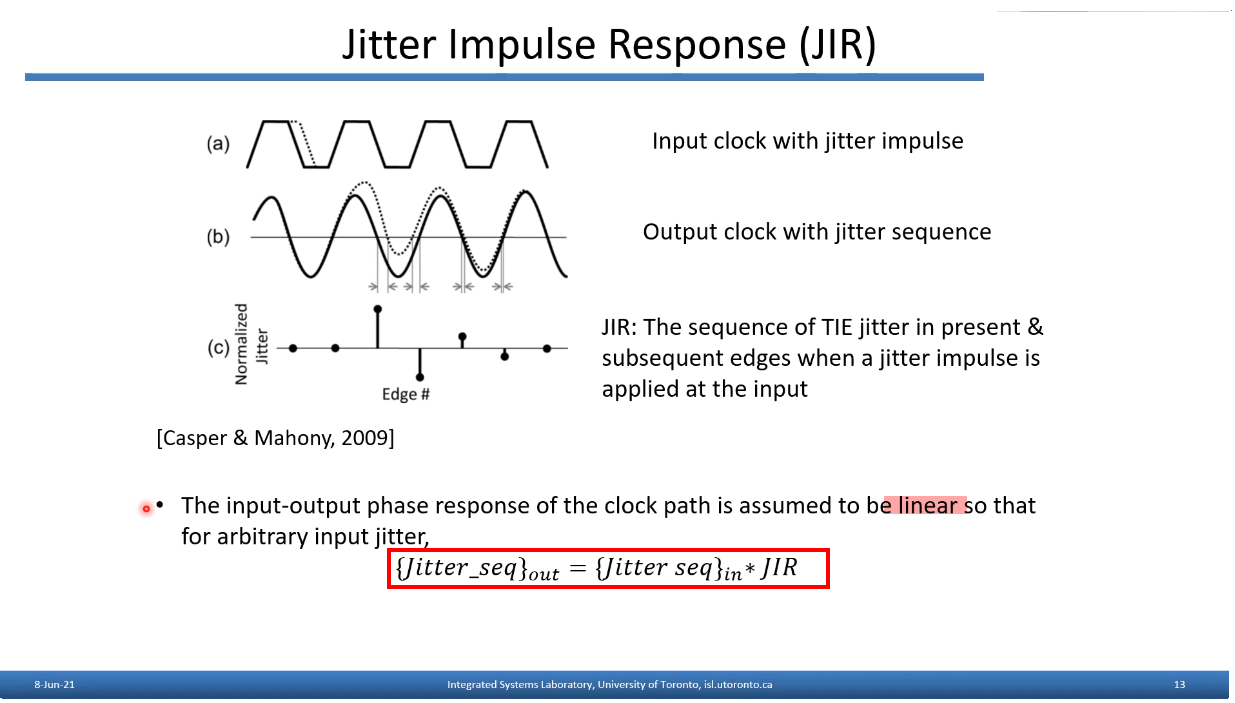 Jitter Impulse Response (JIR)
(a)
Input clock with jitter impulse
(b)
Output clock with jitter sequence
(c)
Normalized
Jitter
Edge #
JIR: The sequence of TIE jitter in present &
subsequent edges when a jitter impulse is
applied at the input
[Casper & Mahony, 2009]
• The input-output phase response of the clock path is assumed to be linear so that
for arbitrary input jitter,
{Jitter_seq}out = {Jitter seq}in * JIR
8-Jun-21
Integrated Systems Laboratory, University of Toronto, isl.utoronto.ca
13